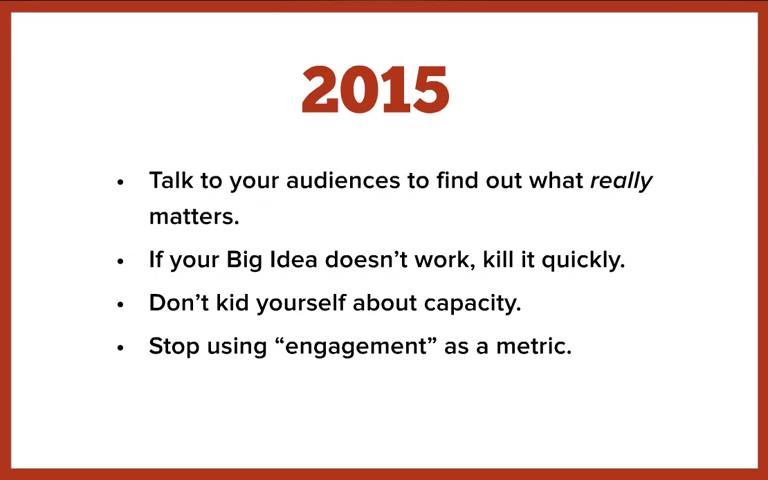 2015
• Talk to your audiences to find out what really
matters.
• If your Big Idea doesn’t work, kill it quickly.
• Don’t kid yourself about capacity.
• Stop using “engagement” as a metric.